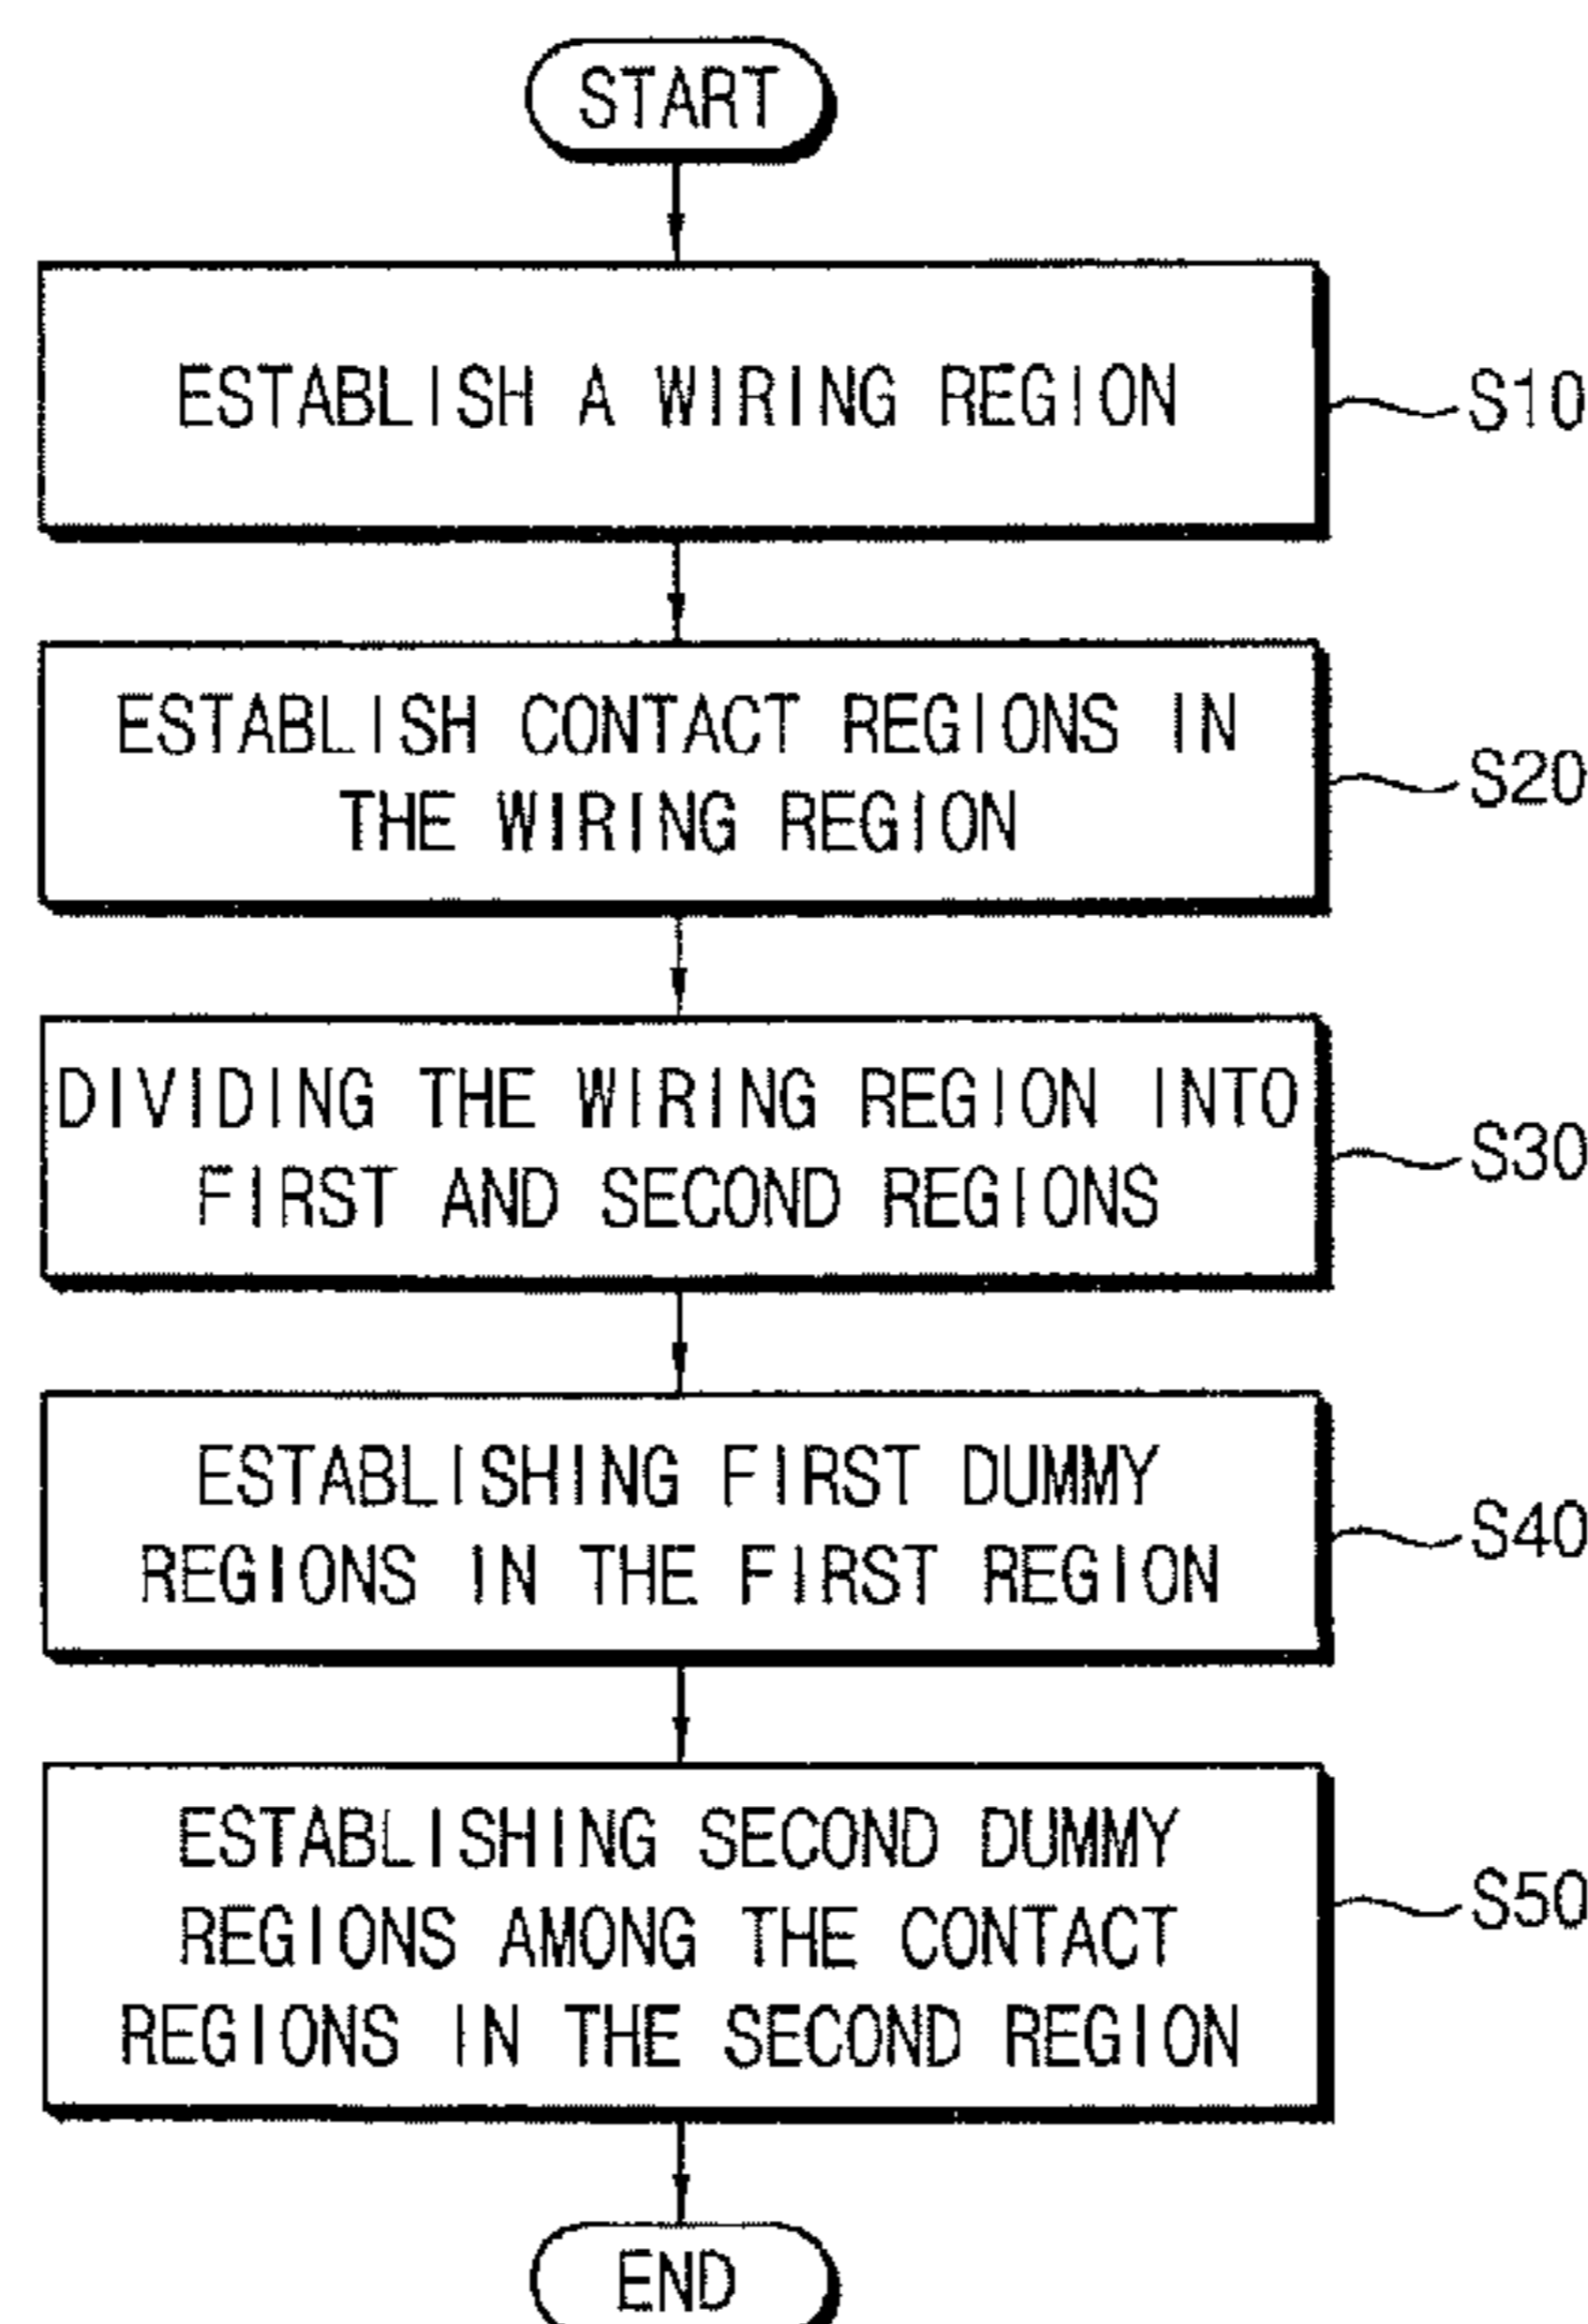 START
ESTABLISH A WIRING REGION
S10
ESTABLISH CONTACT REGIONS IN
THE WIRING REGION
S20
DIVIDING THE WIRING REGION INTO
FIRST AND SECOND REGIONS
S30
ESTABLISHING FIRST DUMMY
REGIONS IN THE FIRST REGION
S40
ESTABLISHING SECOND DUMMY
REGIONS AMONG THE CONTACT
REGIONS IN THE SECOND REGION
S50
END